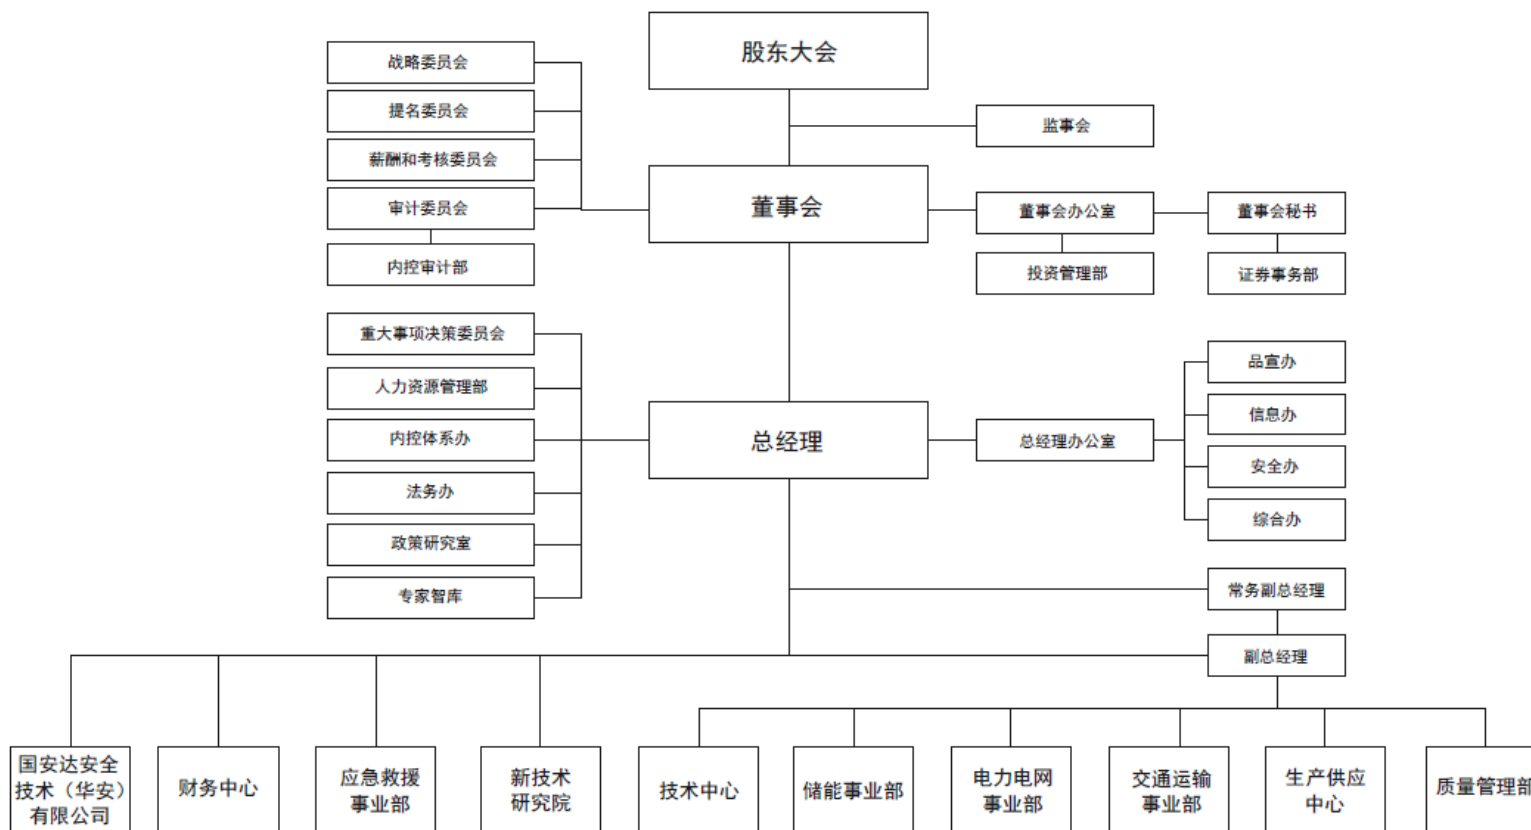 股东大会
战略委员会
提名委员会
薪酬和考核委员会
审计委员会
内控审计部
监事会
董事会
董事会办公室
董事会秘书
投资管理部
证券事务部
重大事项决策委员会
人力资源管理部
内控体系办
法务办
政策研究室
专家智库
总经理
总经理办公室
品宣办
信息办
安全办
综合办
常务副总经理
副总经理
国安达安全
技术（华安）
有限公司
财务中心
应急救援
事业部
新技术
研究院
技术中心
储能事业部
电力电网
事业部
交通运输
事业部
生产供应
中心
质量管理部